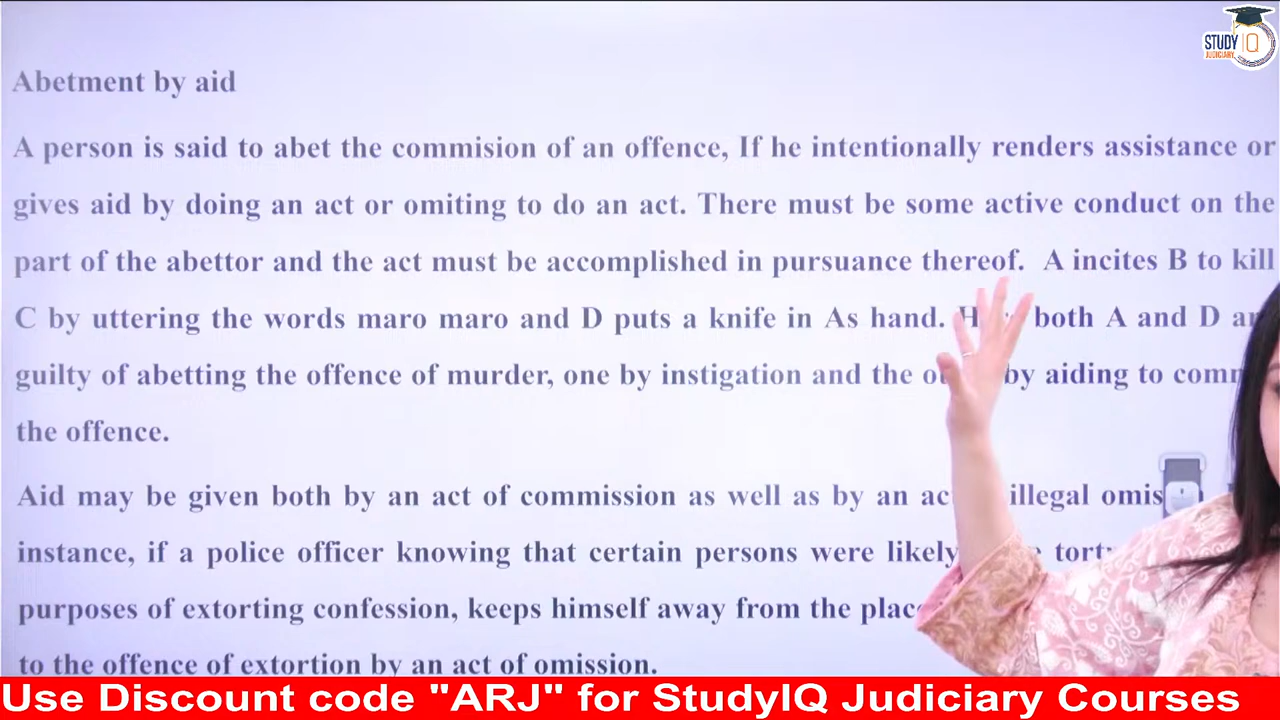 STUDY IQ
JUDICIARY
Abetment by aid
A person is said to abet the commision of an offence, If he intentionally renders assistance or
gives aid by doing an act or omiting to do an act. There must be some active conduct on the
part of the abettor and the act must be accomplished in pursuance thereof. A incites B to kill
C by uttering the words maro maro and D puts a knife in As hand. both A and D
guilty of abetting the offence of murder, one by instigation and the by aiding to
the offence.
Aid may be given both by an act of commission as well as by an illegal
instance, if a police officer knowing that certain persons were likely
purposes of extorting confession, keeps himself away from the
to the offence of extortion by an act of omission.
Use Discount code "ARJ" for StudyIQ Judiciary Courses